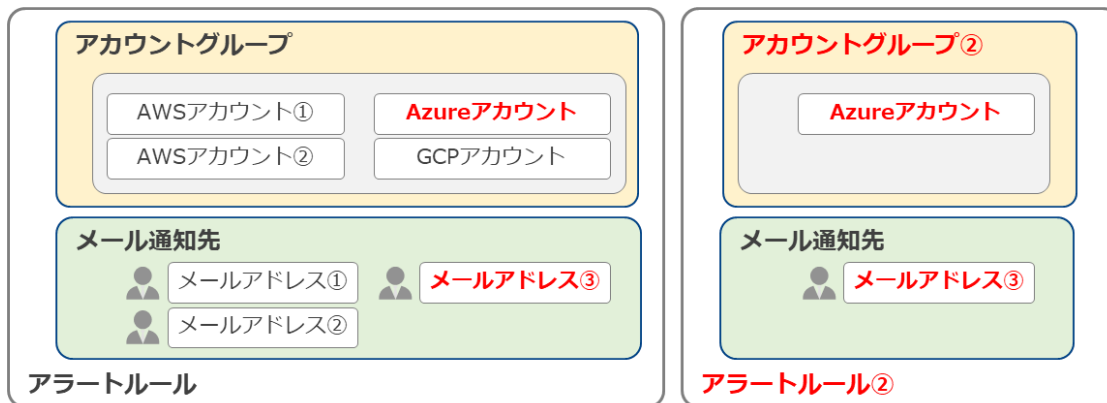 アカウントグループ
AWSアカウント①
Azureアカウント
AWSアカウント②
GCPアカウント
メール通知先
メールアドレス①
メールアドレス③
メールアドレス②
アラートルール
アカウントグループ②
Azureアカウント
メール通知先
メールアドレス③
アラートルール②